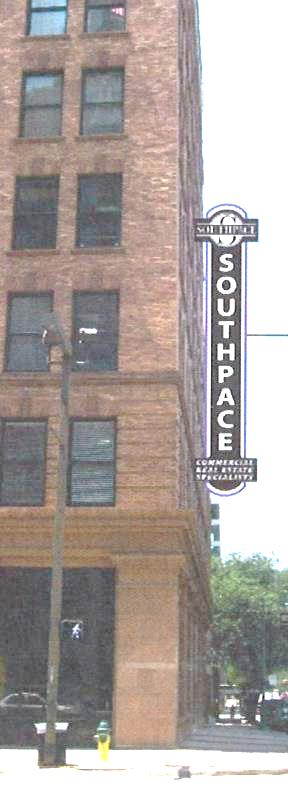 SOUTHPACE
SOUTHPACE
COMMERCIAL
REAL ESTATE
SPECIALISTS